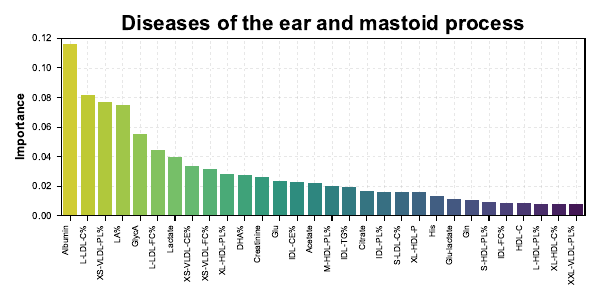 Diseases of the ear and mastoid process
Importance
0.12
0.10
0.08
0.06
0.04
0.02
0.00
Albumin
L-LDL-C%
XS-VLDL-PL%
LA%
GlycA
L-LDL-FC%
Lactate
XS-VLDL-CE%
XS-VLDL-FC%
XL-HDL-PL%
DHA%
Creatinine
Glu
IDL-CE%
Acetate
M-HDL-PL%
IDL-TG%
Citrate
IDL-PL%
S-LDL-C%
XL-HDL-P
His
Glu-lactate
Gln
S-HDL-PL%
IDL-FC%
HDL-C
L-HDL-PL%
XL-HDL-C%
XXL-VLDL-PL%